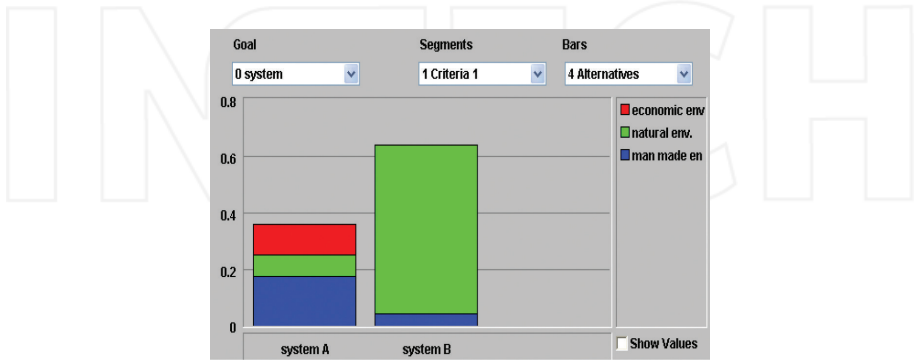 INTECH
Goal Segments Bars
0 system 1 Criteria 1 4 Alternatives
0.8
economic env
natural env.
man made en
0.6
0.4
0.2
0
system A system B
Show Values